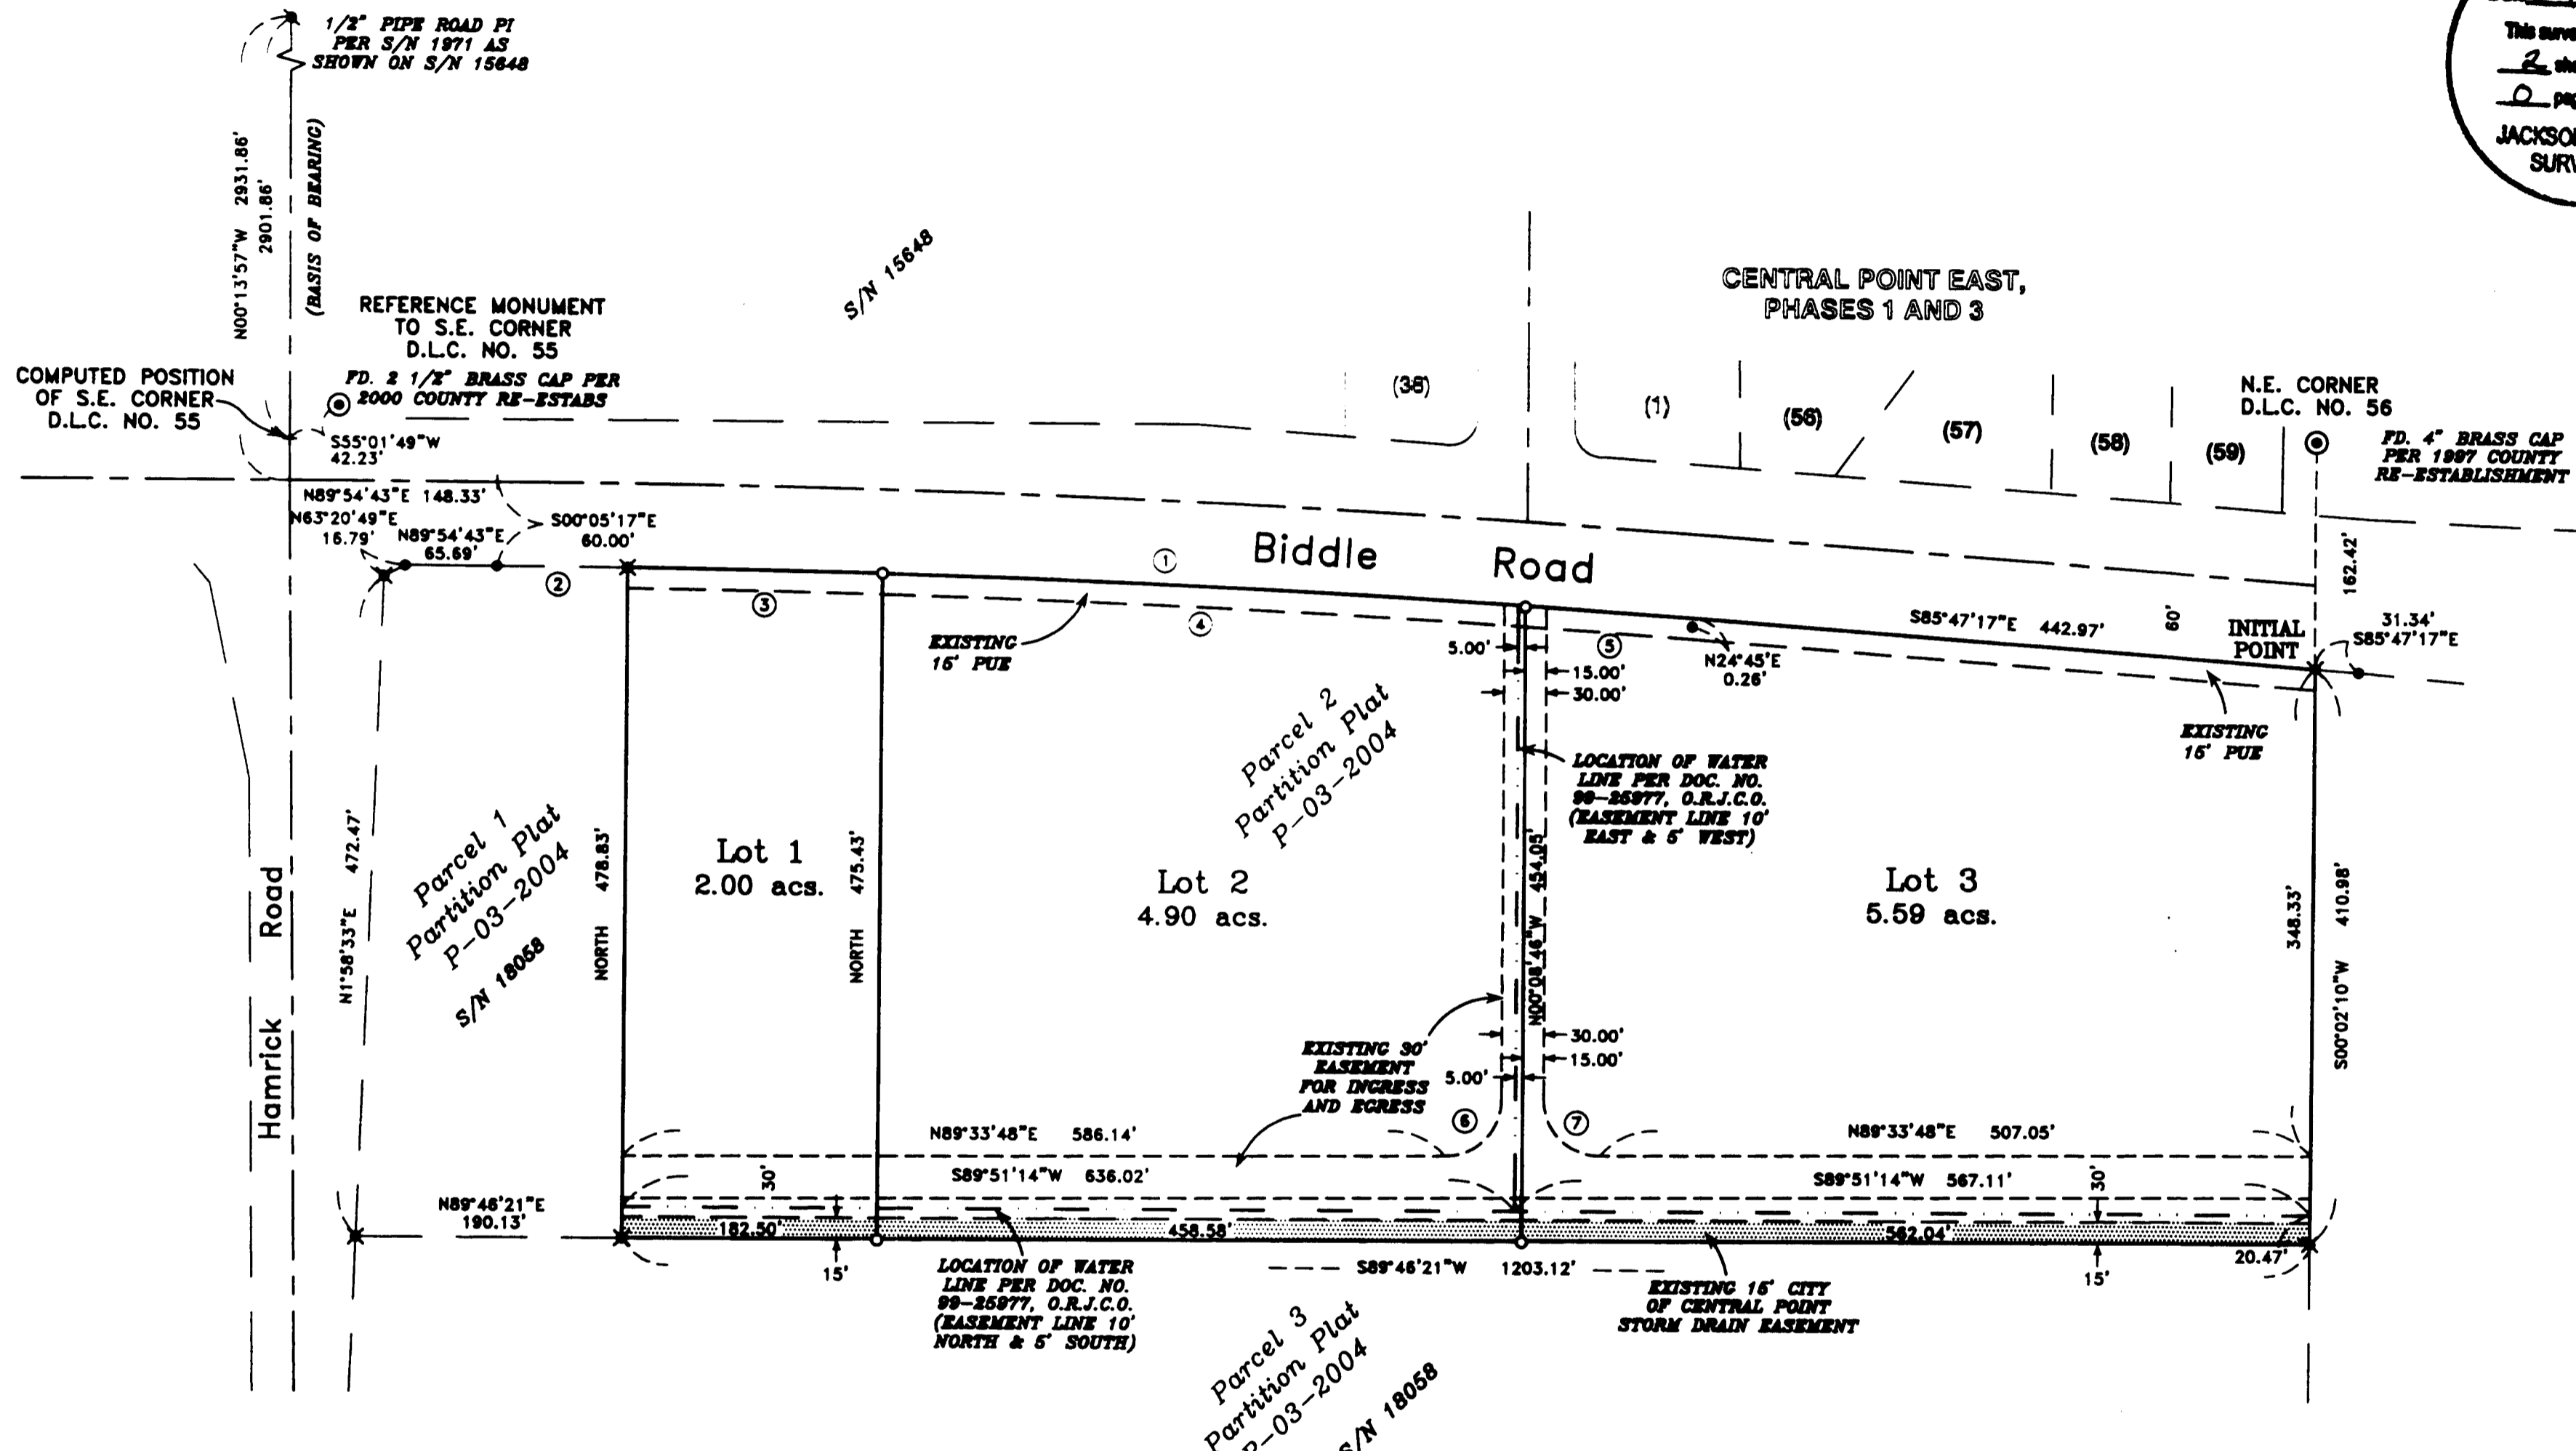 1/2" PIPE ROAD PI
PER S/N 1971 AS
SHOWN ON S/N 15648
N00°13'57"W 2931.86'
2901.86'
(BASIS OF BEARING)
This surve
2 she
0 pag
JACKSO
SURV
S/N 15648
CENTRAL POINT EAST,
PHASES 1 AND 3
REFERENCE MONUMENT
TO S.E. CORNER
D.L.C. NO. 55
FD. 2 1/2" BRASS CAP PER
2000 COUNTY RE-ESTABS
COMPUTED POSITION
OF S.E. CORNER
D.L.C. NO. 55
S55°01'49"W
42.23'
(38)
(1)
(56)
(57)
(58)
(59)
N.E. CORNER
D.L.C. NO. 56
FD. 4" BRASS CAP
PER 1997 COUNTY
RE-ESTABLISHMENT
N89°54'43"E 148.33'
N63°20'49"E
16.79'
N89°54'43"E
65.69'
S00°05'17"E
60.00'
2
1
Biddle Road
3
4
5
EXISTING
15' PUE
5.00'
15.00'
30.00'
N24°45'E
0.26'
S85°47'17"E 442.97'
60'
162.42'
INITIAL
POINT
31.34'
S85°47'17"E
EXISTING
15' PUE
Parcel 2
Partition Plat
P-03-2004
LOCATION OF WATER
LINE PER DOC. NO.
99-25977, O.R.J.C.O.
(EASEMENT LINE 10'
EAST & 5' WEST)
Hamrick Road
N1°58'33"E 472.47'
Parcel 1
Partition Plat
P-03-2004
S/N 18058
NORTH 478.83'
Lot 1
2.00 acs.
NORTH 475.43'
Lot 2
4.90 acs.
N00°08'46"W 454.05'
Lot 3
5.59 acs.
348.33'
S00°02'10"W 410.98'
EXISTING 30'
EASEMENT
FOR INGRESS
AND EGRESS
30.00'
15.00'
5.00'
6
7
N89°33'48"E 586.14'
N89°33'48"E 507.05'
S89°51'14"W 636.02'
S89°51'14"W 567.11'
30'
30'
N89°46'21"E
190.13'
182.50'
458.58'
562.04'
20.47'
15'
15'
S89°46'21"W 1203.12'
LOCATION OF WATER
LINE PER DOC. NO.
99-25977, O.R.J.C.O.
(EASEMENT LINE 10'
NORTH & 5' SOUTH)
EXISTING 15' CITY
OF CENTRAL POINT
STORM DRAIN EASEMENT
Parcel 3
Partition Plat
P-03-2004
S/N 18058